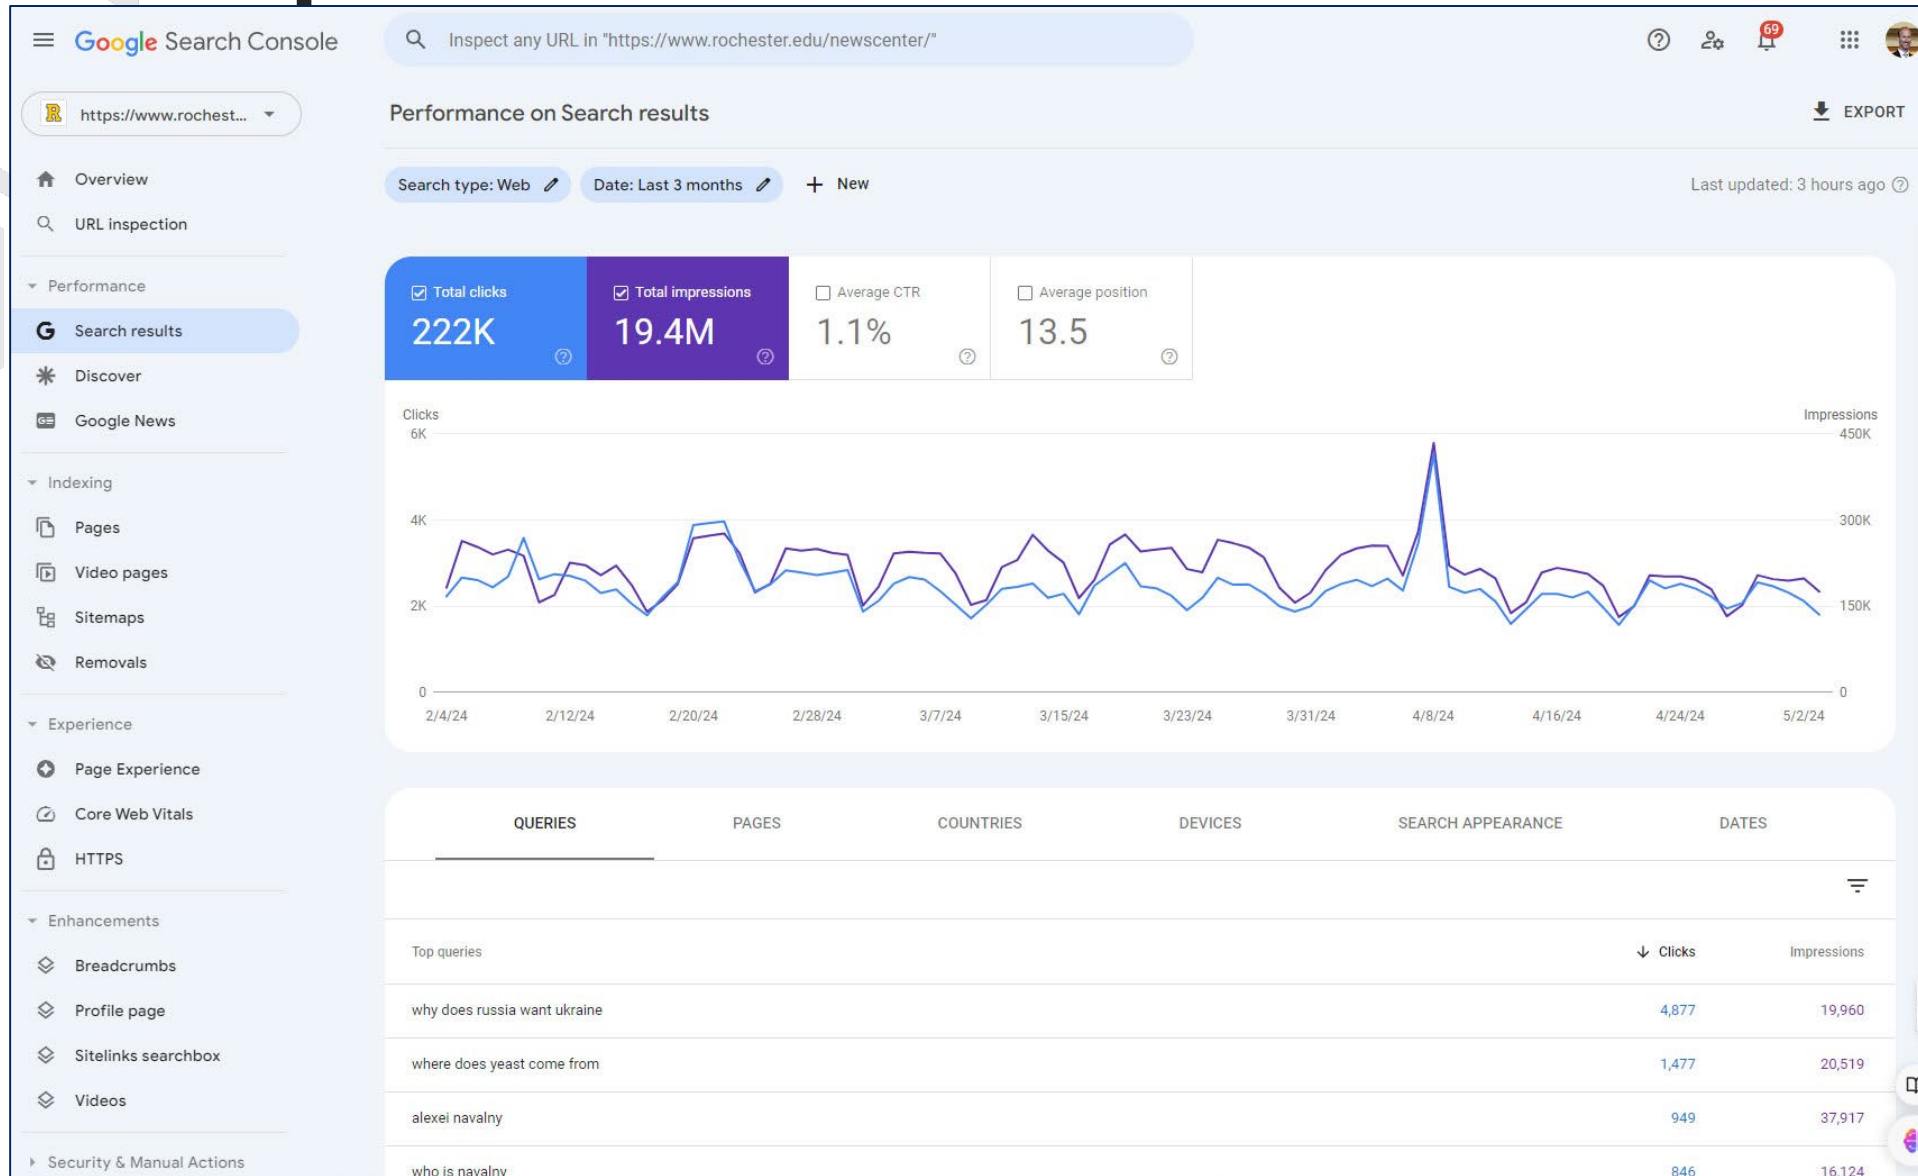 Google Search Console
Inspect any URL in "https://www.rochester.edu/newscenter/"
69
https://www.rochest...
Performance on Search results
EXPORT
Overview
URL inspection
Search type: Web
Date: Last 3 months
+ New
Last updated: 3 hours ago
Performance
Search results
Discover
Google News
Total clicks
222K
Total impressions
19.4M
Average CTR
1.1%
Average position
13.5
Indexing
Pages
Video pages
Sitemaps
Removals
Clicks
Impressions
6K
450K
4K
300K
2K
150K
0
0
2/4/24
2/12/24
2/20/24
2/28/24
3/7/24
3/15/24
3/23/24
3/31/24
4/8/24
4/16/24
4/24/24
5/2/24
Experience
Page Experience
Core Web Vitals
HTTPS
Enhancements
Breadcrumbs
Profile page
Sitelinks searchbox
Videos
Security & Manual Actions
QUERIES
PAGES
COUNTRIES
DEVICES
SEARCH APPEARANCE
DATES
Top queries
Clicks
Impressions
why does russia want ukraine
4,877
19,960
where does yeast come from
1,477
20,519
alexei navalny
949
37,917
who is navalny
846
16,124